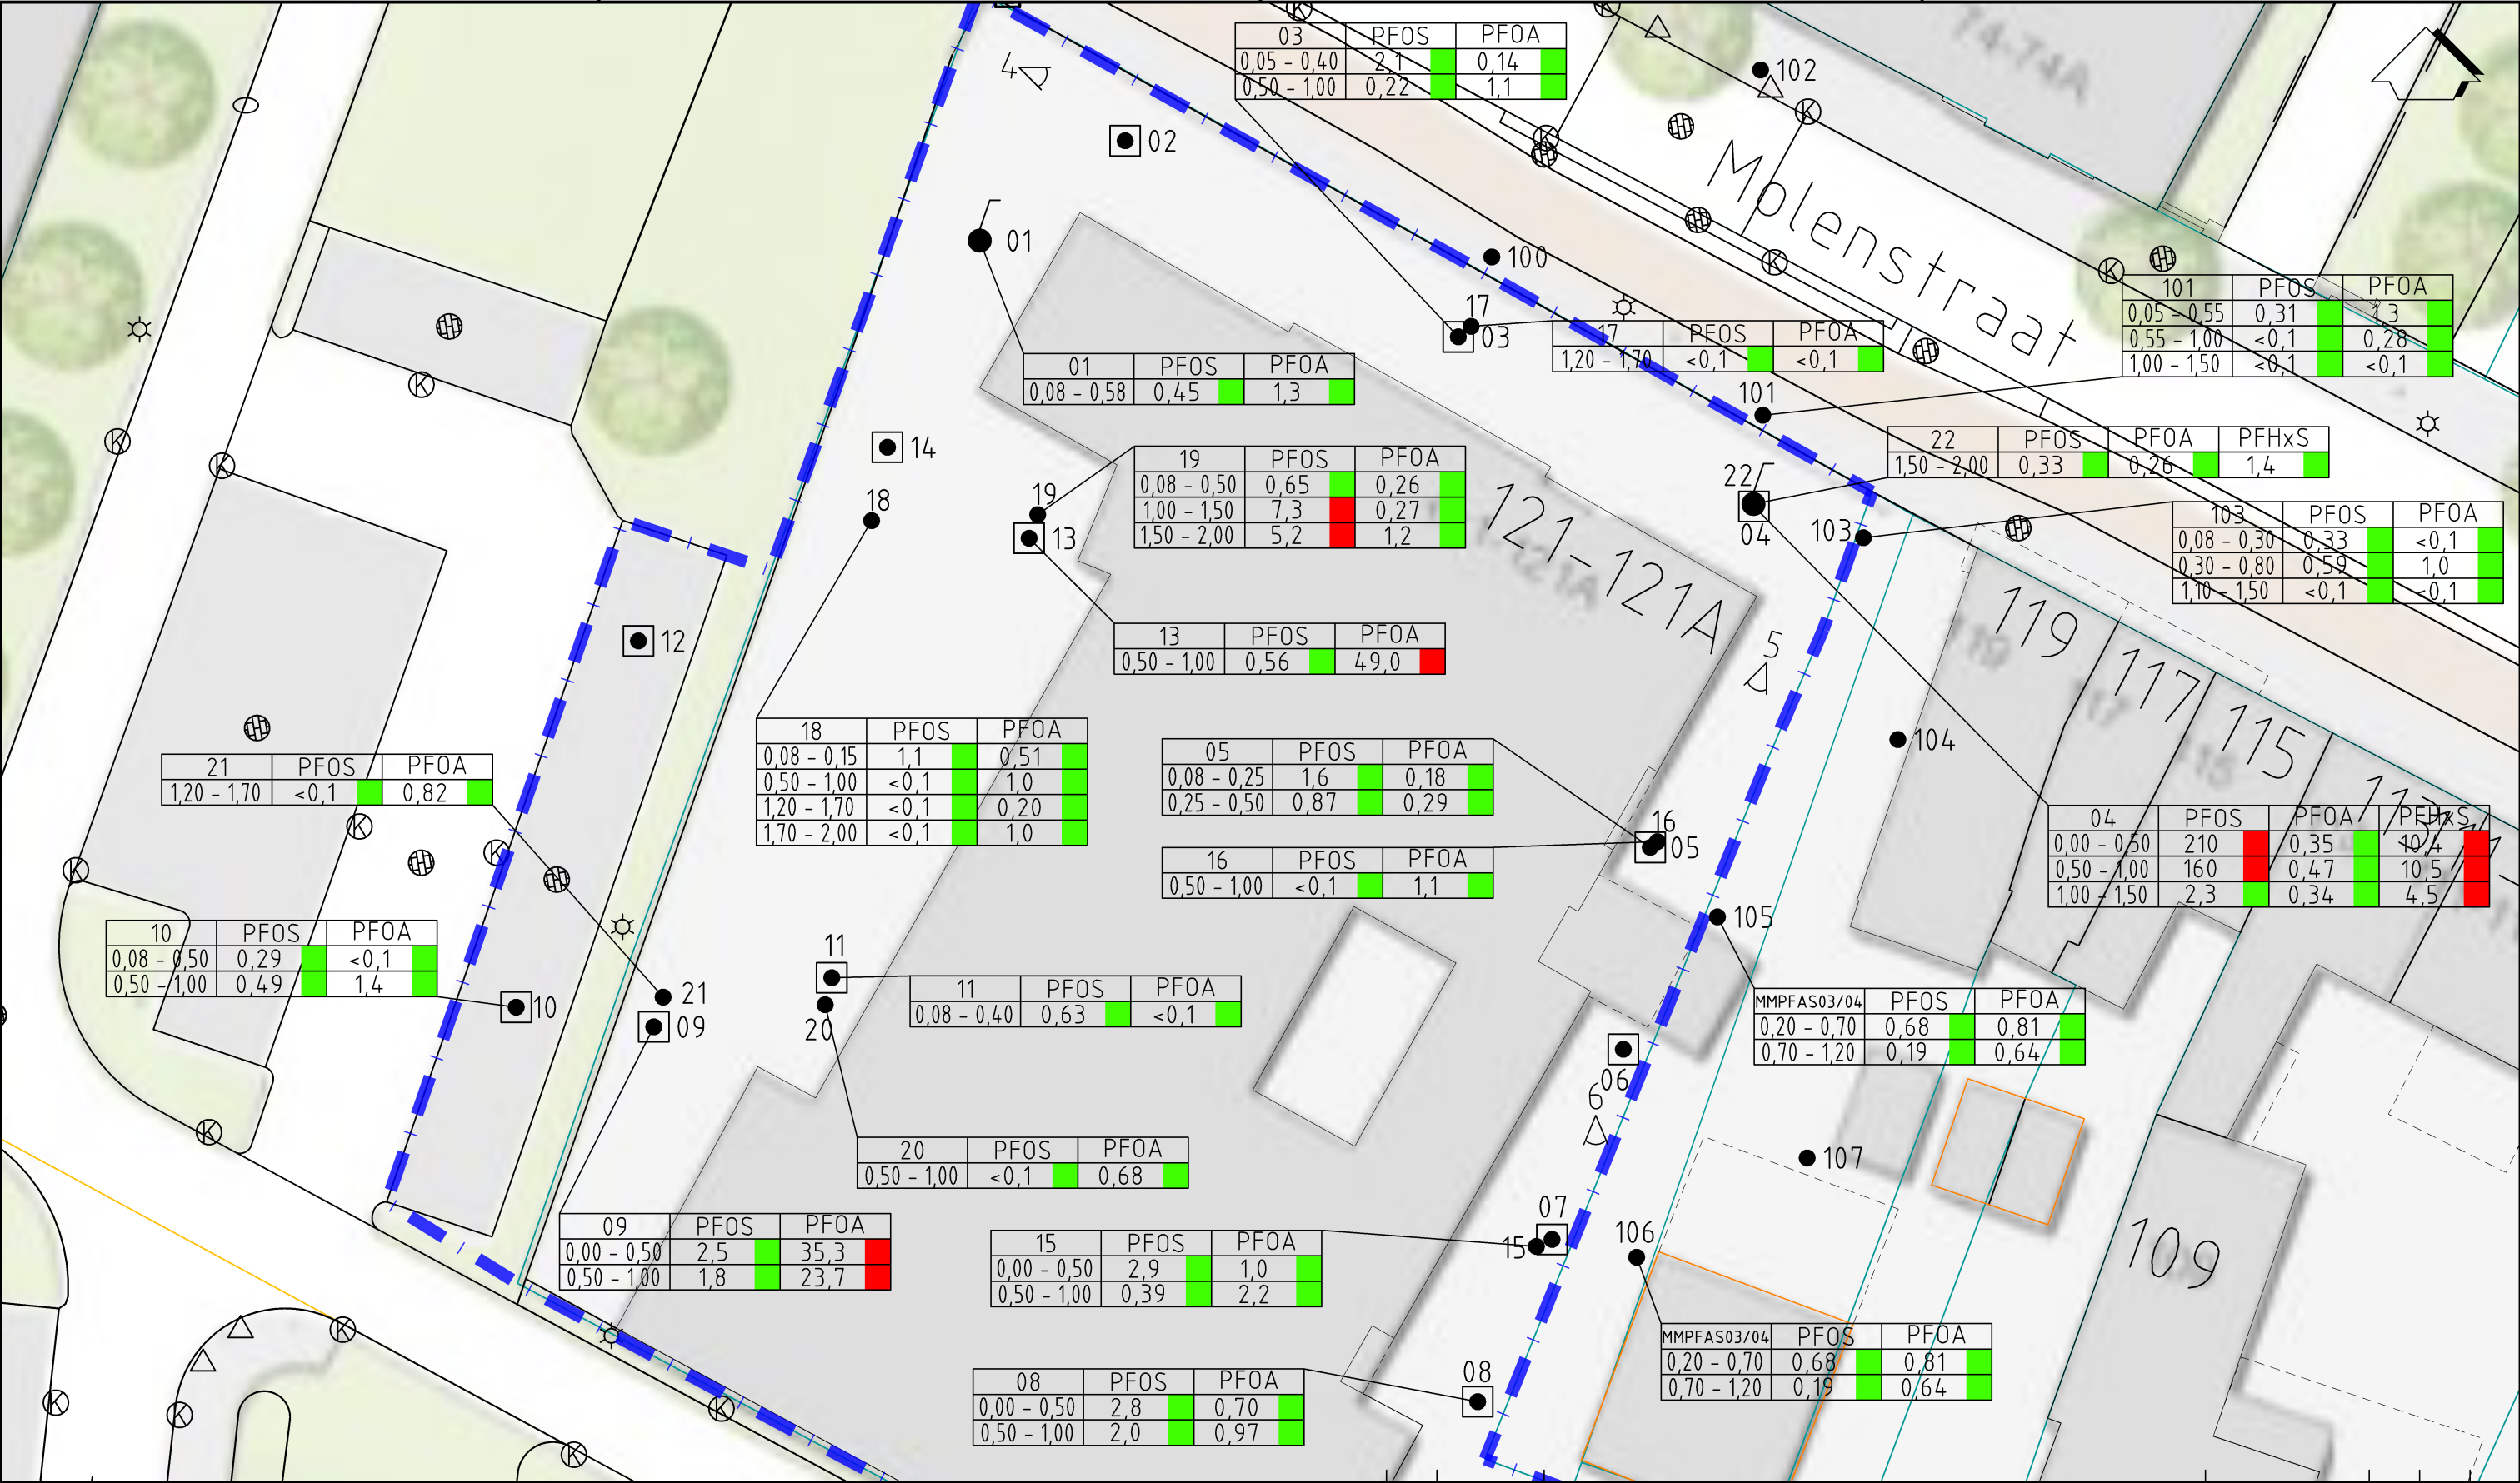 03 PFOS PFOA
0,05 - 0,40 2,1 0,14
0,50 - 1,00 0,22 1,1
74-74A
102
4
02
Molenstraat
01
100
17
03
101 PFOS PFOA
0,05 - 0,55 0,31 1,3
0,55 - 1,00 <0,1 0,28
1,00 - 1,50 <0,1 <0,1
17 PFOS PFOA
1,20 - 1,70 <0,1 <0,1
01 PFOS PFOA
0,08 - 0,58 0,45 1,3
101
14
22 PFOS PFOA PFHxS
1,50 - 2,00 0,33 0,26 1,4
19 PFOS PFOA
0,08 - 0,50 0,65 0,26
1,00 - 1,50 7,3 0,27
1,50 - 2,00 5,2 1,2
22
04
18
19
13
121-121A
121A
103
103 PFOS PFOA
0,08 - 0,30 0,33 <0,1
0,30 - 0,80 0,59 1,0
1,10 - 1,50 <0,1 <0,1
12
13 PFOS PFOA
0,50 - 1,00 0,56 49,0
5
119
119
117
117
115
115
104
18 PFOS PFOA
0,08 - 0,15 1,1 0,51
0,50 - 1,00 <0,1 1,0
1,20 - 1,70 <0,1 0,20
1,70 - 2,00 <0,1 1,0
05 PFOS PFOA
0,08 - 0,25 1,6 0,18
0,25 - 0,50 0,87 0,29
21 PFOS PFOA
1,20 - 1,70 <0,1 0,82
16
05
04 PFOS PFOA PFHxS
0,00 - 0,50 210 0,35 10,4
0,50 - 1,00 160 0,47 10,5
1,00 - 1,50 2,3 0,34 4,5
16 PFOS PFOA
0,50 - 1,00 <0,1 1,1
105
10 PFOS PFOA
0,08 - 0,50 0,29 <0,1
0,50 - 1,00 0,49 1,4
10
21
09
11
20
11 PFOS PFOA
0,08 - 0,40 0,63 <0,1
MMPFAS03/04 PFOS PFOA
0,20 - 0,70 0,68 0,81
0,70 - 1,20 0,19 0,64
06
6
20 PFOS PFOA
0,50 - 1,00 <0,1 0,68
107
09 PFOS PFOA
0,00 - 0,50 2,5 35,3
0,50 - 1,00 1,8 23,7
15 PFOS PFOA
0,00 - 0,50 2,9 1,0
0,50 - 1,00 0,39 2,2
07
15
106
109
MMPFAS03/04 PFOS PFOA
0,20 - 0,70 0,68 0,81
0,70 - 1,20 0,19 0,64
08 PFOS PFOA
0,00 - 0,50 2,8 0,70
0,50 - 1,00 2,0 0,97
08